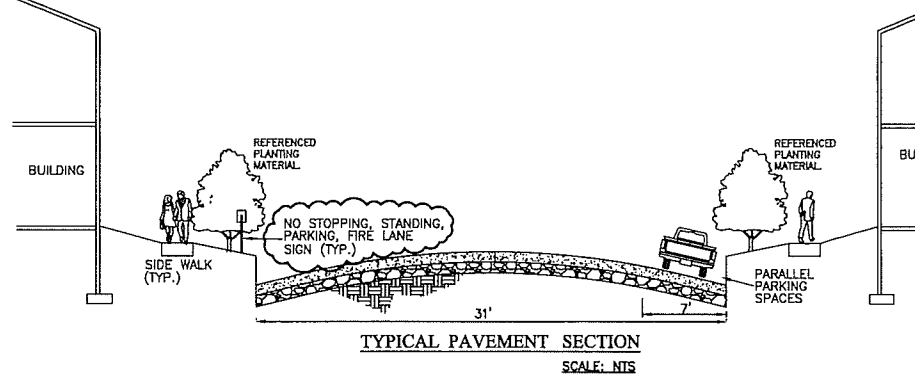 REFERENCED
PLANTING
MATERIAL
REFERENCED
PLANTING
MATERIAL
BUILDING
BU
NO STOPPING, STANDING,
PARKING, FIRE LANE
SIGN (TYP.)
SIDE WALK
(TYP.)
PARALLEL
PARKING
SPACES
31'
7'
TYPICAL PAVEMENT SECTION
SCALE: NTS